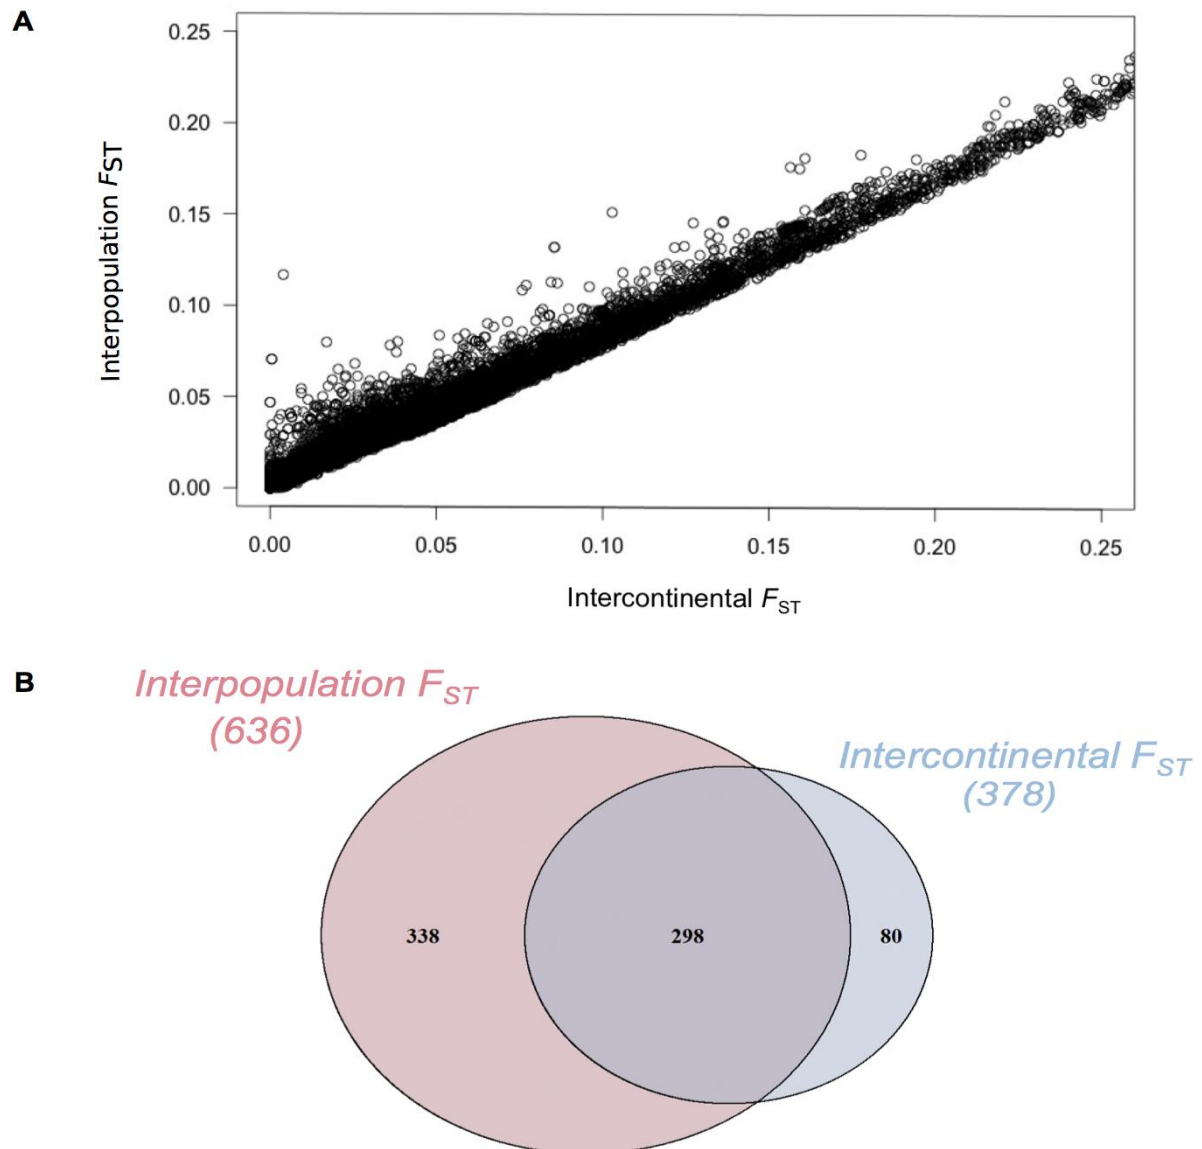 A
0.25
0.20
0.15
0.10
0.05
0.00
Interpopulation FST
0.00 0.05 0.10 0.15 0.20 0.25
Intercontinental FST
B
Interpopulation FST
(636)
Intercontinental FST
(378)
338 298 80